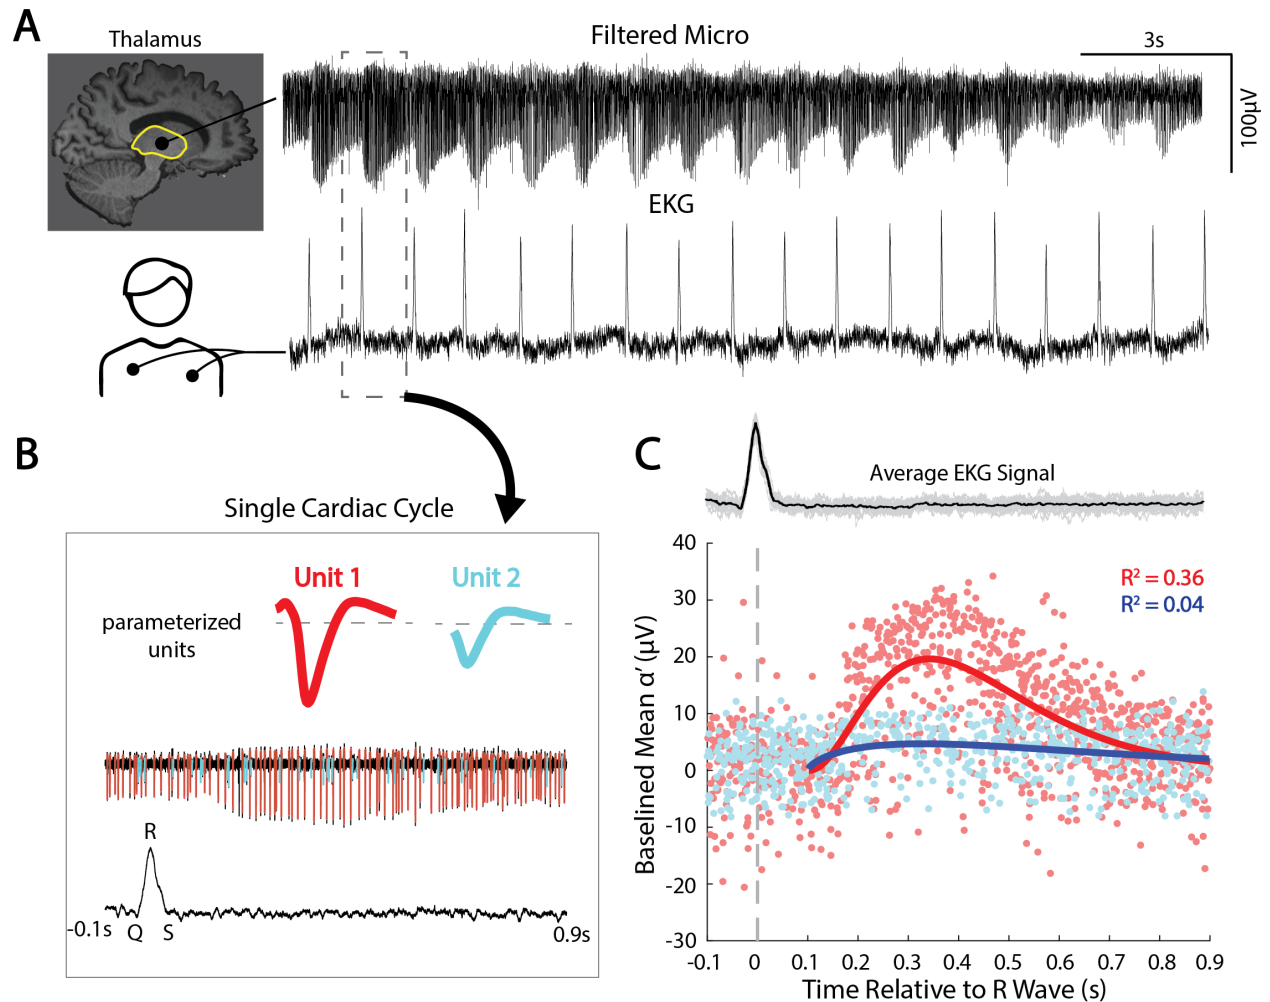 A
Thalamus
Filtered Micro
3s
100μV
EKG
B
Single Cardiac Cycle
Unit 1
Unit 2
parameterized
units
R
-0.1s
Q
S
0.9s
C
Average EKG Signal
R² = 0.36
R² = 0.04
Baselined Mean α′ (μV)
40
30
20
10
0
-10
-20
-30
-0.1
0
0.1
0.2
0.3
0.4
0.5
0.6
0.7
0.8
0.9
Time Relative to R Wave (s)